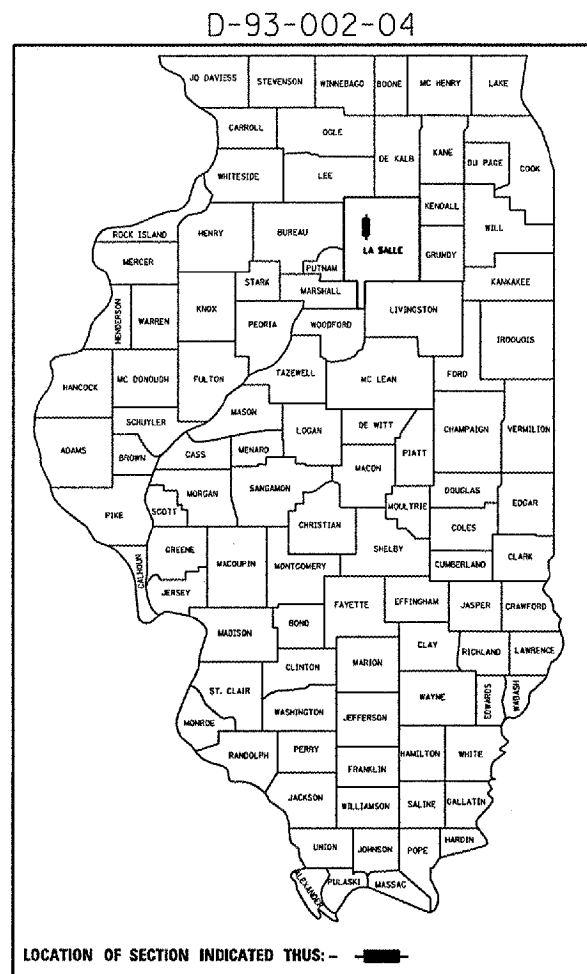 D-93-002-04
JO DAVIESS STEVENSON WINNEBAGO BOONE MC HENRY LAKE
CARROLL OGLE DE KALB KANE DU PAGE COOK
WHITESIDE LEE
KENDALL
ROCK ISLAND HENRY BUREAU LA SALLE GRUNDY WILL
MERCER PUTNAM
STARK MARSHALL KANKAKEE
HENDERSON WARREN KNOX PEORIA WOODFORD LIVINGSTON IROQUOIS
HANCOCK MC DONOUGH FULTON TAZEWELL MC LEAN FORD
SCHUYLER MASON LOGAN DE WITT CHAMPAIGN VERMILION
ADAMS BROWN CASS MENARD PIATT
MACON
PIKE SCOTT MORGAN SANGAMON MOULTRIE DOUGLAS EDGAR
CHRISTIAN COLES
CALHOUN GREENE MACOUPIN MONTGOMERY SHELBY CUMBERLAND CLARK
JERSEY FAYETTE EFFINGHAM JASPER CRAWFORD
MADISON BOND CLAY RICHLAND LAWRENCE
CLINTON MARION
ST. CLAIR WAYNE EDWARDS WABASH
MONROE WASHINGTON JEFFERSON
RANDOLPH PERRY HAMILTON WHITE
FRANKLIN
JACKSON WILLIAMSON SALINE GALLATIN
UNION JOHNSON POPE HARDIN
ALEXANDER PULASKI MASSAC
LOCATION OF SECTION INDICATED THUS: -